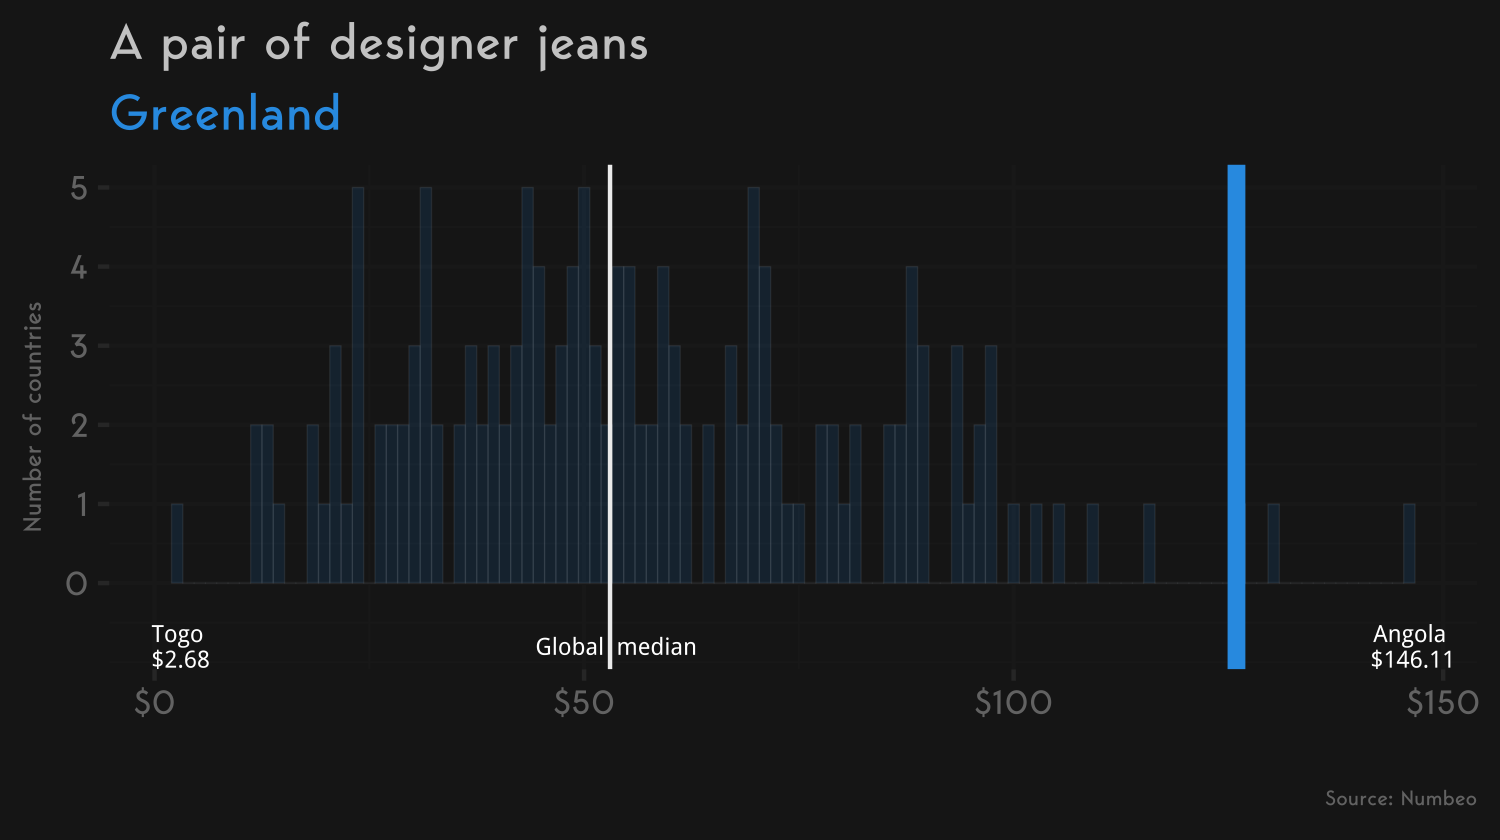 A pair of designer jeans
Greenland
Number of countries
5
4
3
2
1
0
Togo
$2.68
Global median
Angola
$146.11
$0 $50 $100 $150
Source: Numbeo